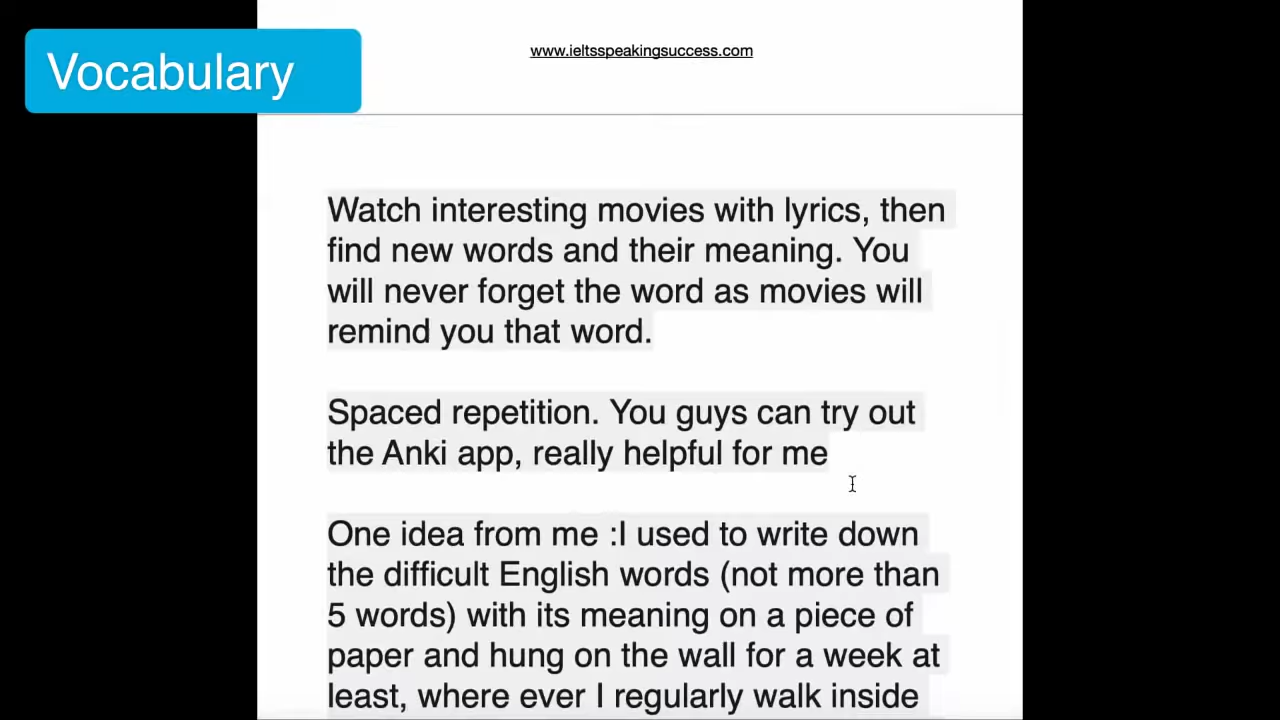 www.ieltsspeakingsuccess.com
Vocabulary
Watch interesting movies with lyrics, then
find new words and their meaning. You
will never forget the word as movies will
remind you that word.
Spaced repetition. You guys can try out
the Anki app, really helpful for me
One idea from me :I used to write down
the difficult English words (not more than
5 words) with its meaning on a piece of
paper and hung on the wall for a week at
least, where ever I regularly walk inside